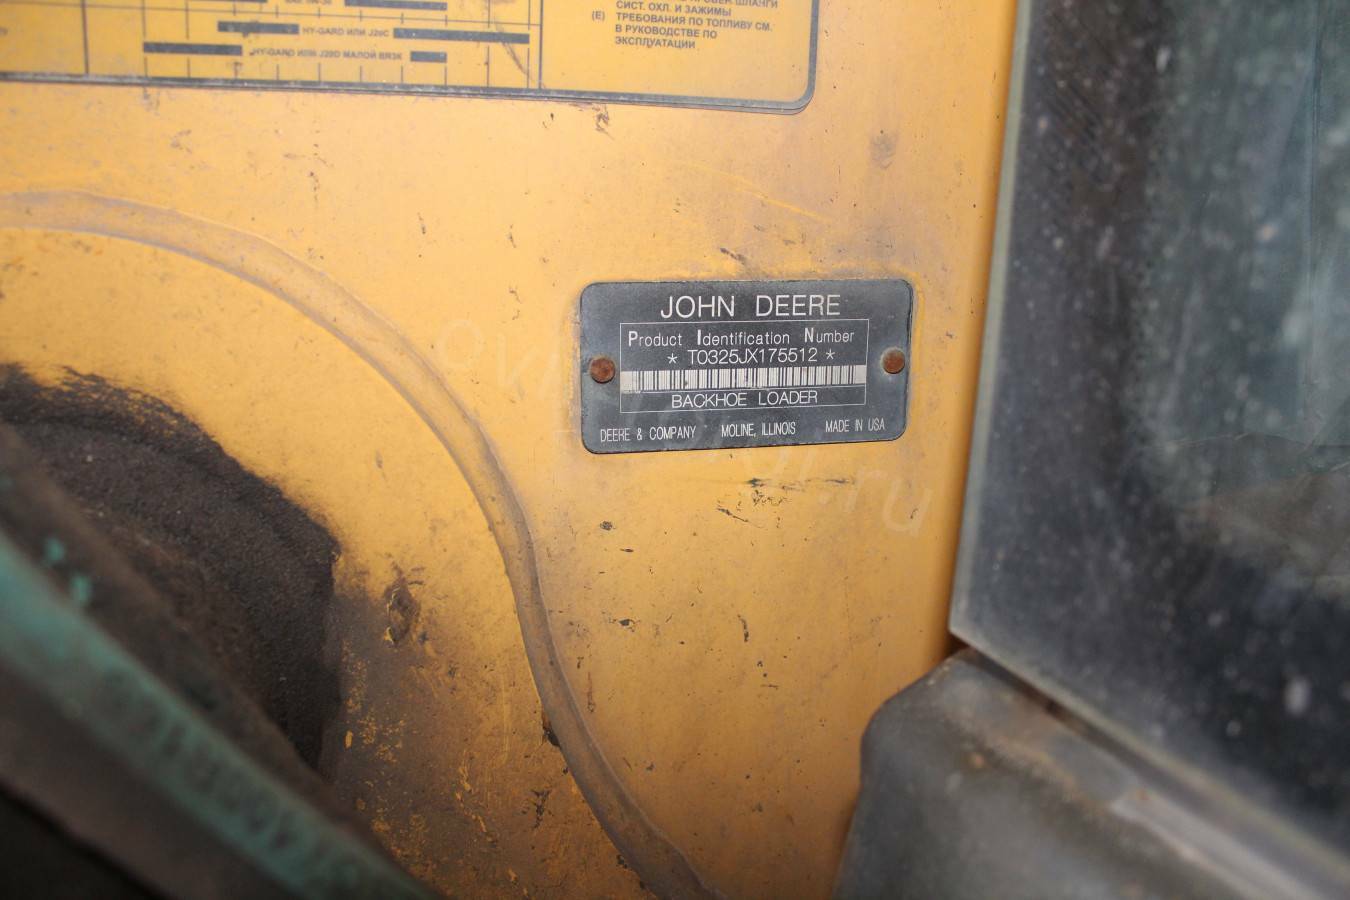 СИСТ. ОХЛ. И ЗАЖИМЫ
(E) ТРЕБОВАНИЯ ПО ТОПЛИВУ СМ.
В РУКОВОДСТВЕ ПО
ЭКСПЛУАТАЦИИ
HY-GARD ИЛИ J20C
HY-GARD ИЛИ J20D МАЛОЙ ВЯЗК
JOHN DEERE
Product Identification Number
* T0325JX175512 *
BACKHOE LOADER
DEERE & COMPANY MOLINE, ILLINOIS MADE IN USA